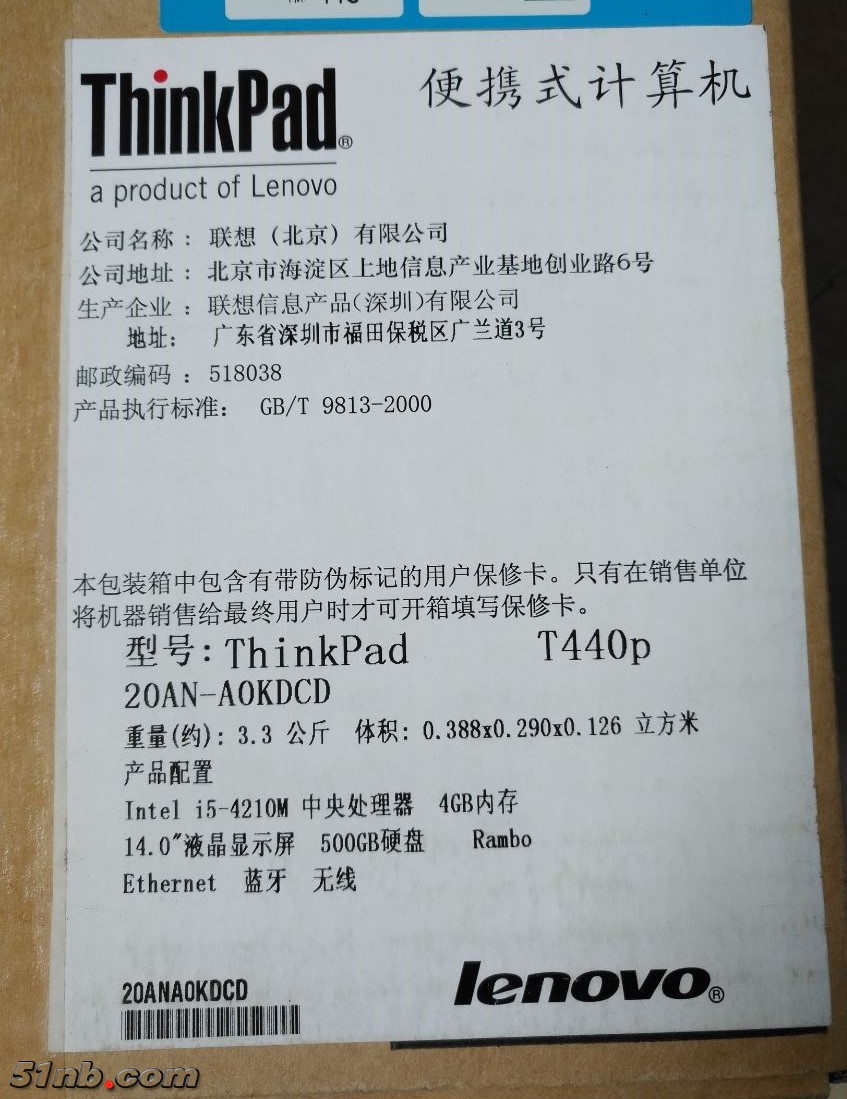 ThinkPad®
便携式计算机
a product of Lenovo
公司名称：联想（北京）有限公司
公司地址：北京市海淀区上地信息产业基地创业路6号
生产企业：联想信息产品(深圳)有限公司
地址：广东省深圳市福田保税区广兰道3号
邮政编码：518038
产品执行标准： GB/T 9813-2000
本包装箱中包含有带防伪标记的用户保修卡。只有在销售单位
将机器销售给最终用户时才可开箱填写保修卡。
型号：ThinkPad T440p
20AN-A0KDCD
重量(约)：3.3 公斤 体积：0.388x0.290x0.126 立方米
产品配置
Intel i5-4210M 中央处理器 4GB内存
14.0″液晶显示屏 500GB硬盘 Rambo
Ethernet 蓝牙 无线
20ANA0KDCD
lenovo®
51nb.com